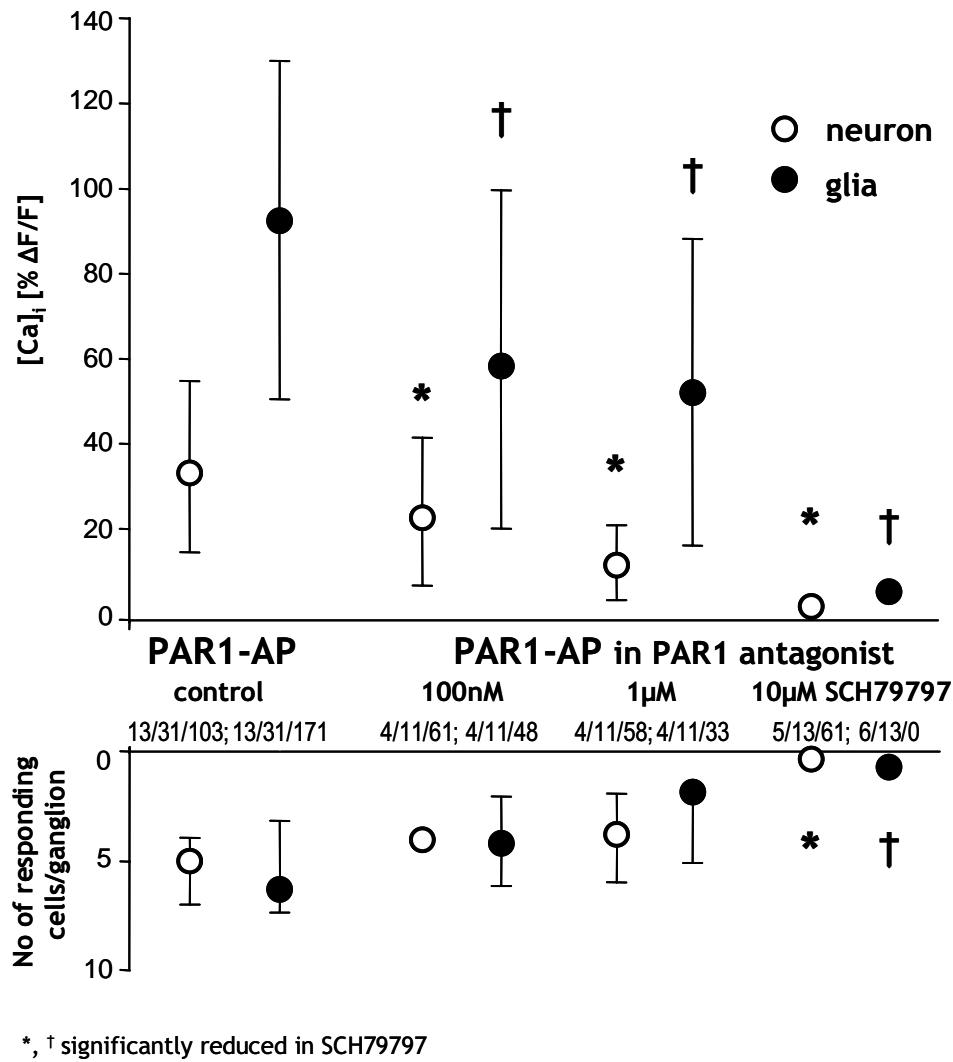 140
120
100
80
60
40
20
0
[Ca]i [% ΔF/F]
† †
* * * †
neuron
glia
PAR1-AP PAR1-AP in PAR1 antagonist
control 100nM 1µM 10µM SCH79797
13/31/103; 13/31/171 4/11/61; 4/11/48 4/11/58; 4/11/33 5/13/61; 6/13/0
0
5
10
No of responding
cells/ganglion
* †
*, † significantly reduced in SCH79797